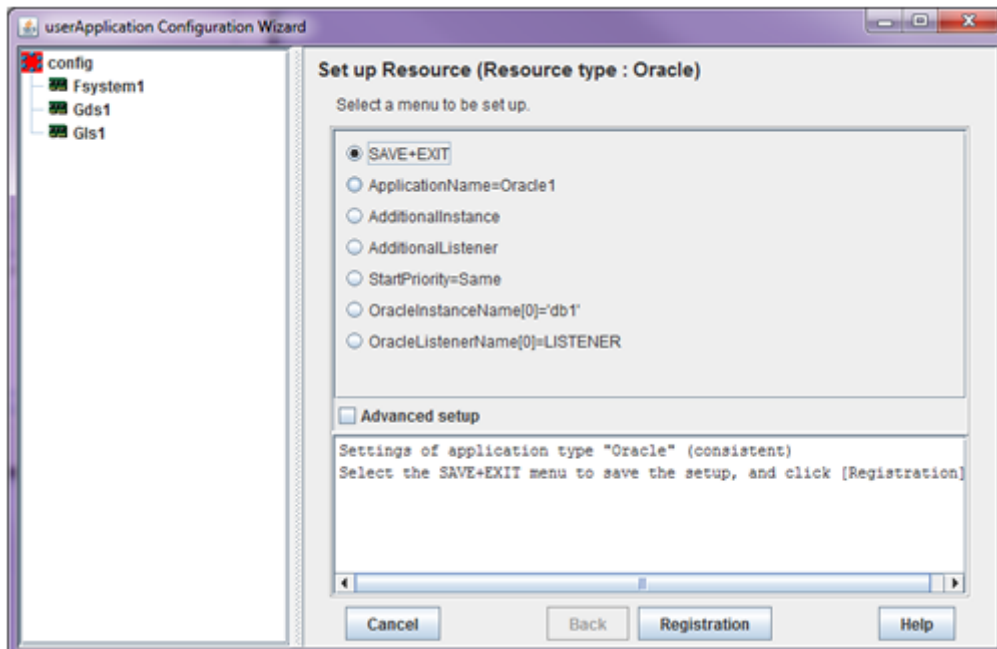 userApplication Configuration Wizard
config
Fsystem1
Gds1
Gls1
Set up Resource (Resource type : Oracle)
Select a menu to be set up.
SAVE+EXIT
ApplicationName=Oracle1
AdditionalInstance
AdditionalListener
StartPriority=Same
OracleInstanceName[0]='db1'
OracleListenerName[0]=LISTENER
Advanced setup
Settings of application type "Oracle" (consistent)
Select the SAVE+EXIT menu to save the setup, and click [Registration]
Cancel
Back
Registration
Help